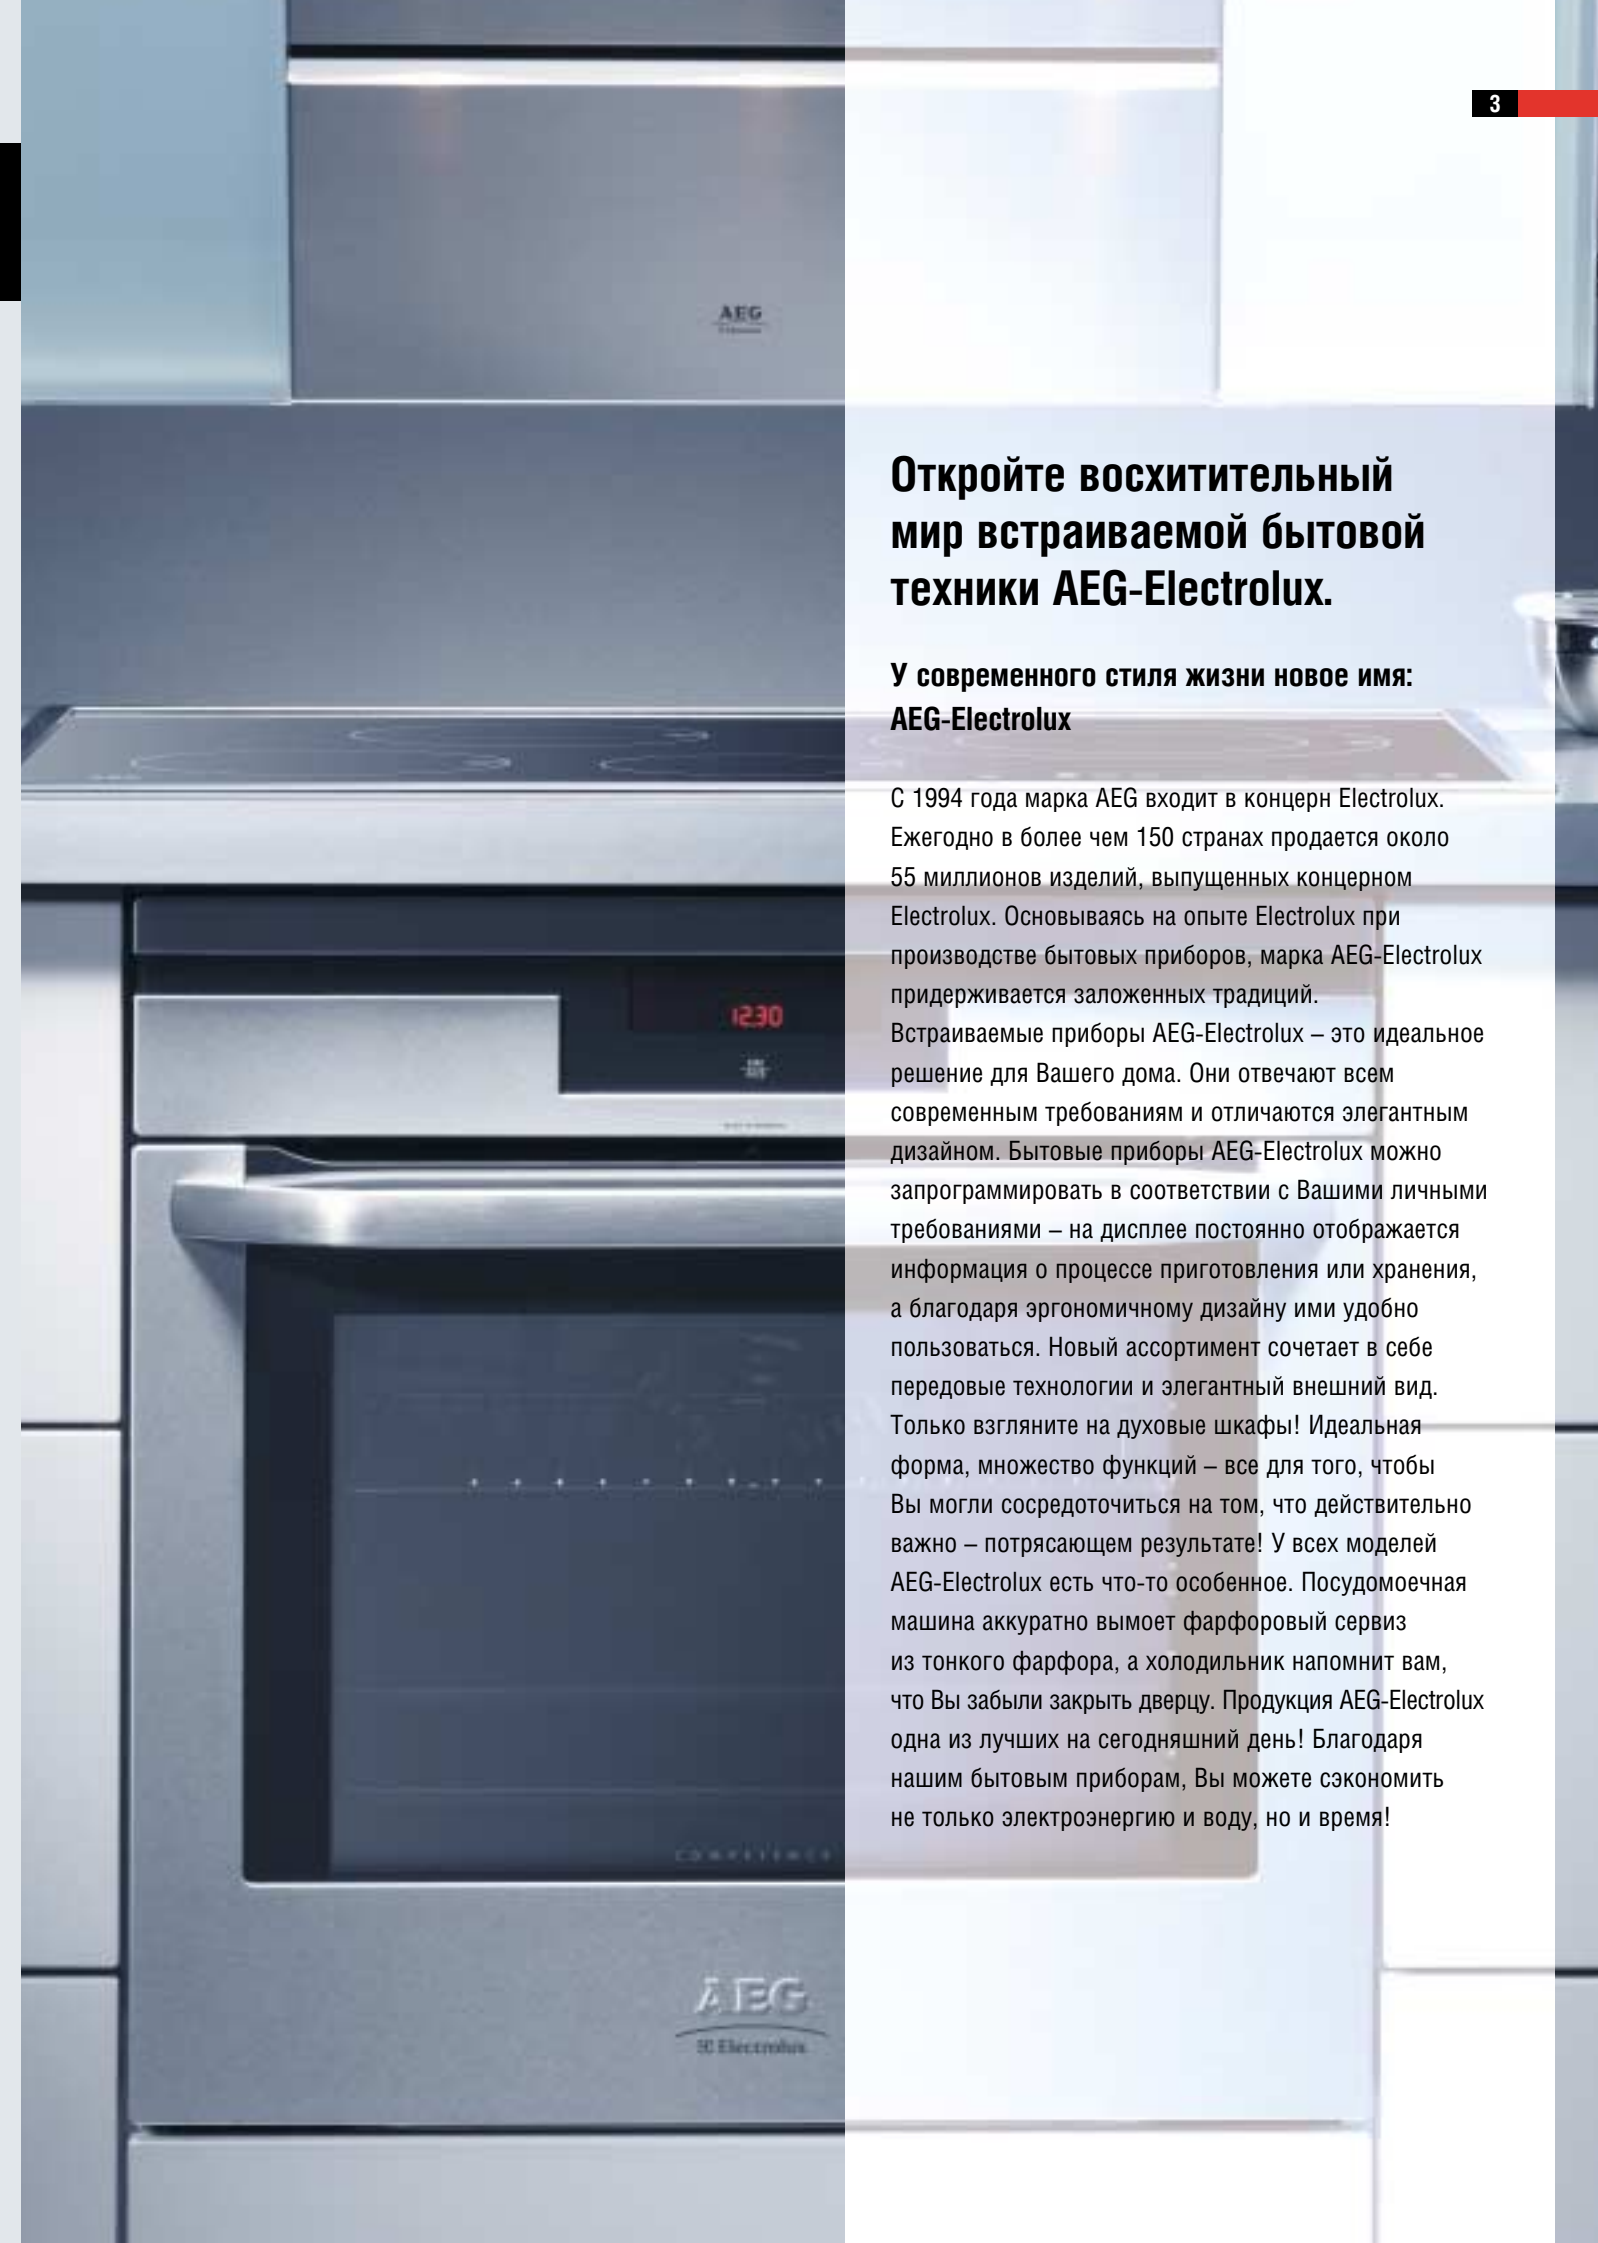 3
AEG
Откройте восхитительный
мир встраиваемой бытовой
техники AEG-Electrolux.
У современного стиля жизни новое имя:
AEG-Electrolux
С 1994 года марка AEG входит в концерн Electrolux.
Ежегодно в более чем 150 странах продается около
55 миллионов изделий, выпущенных концерном
Electrolux. Основываясь на опыте Electrolux при
производстве бытовых приборов, марка AEG-Electrolux
придерживается заложенных традиций.
Встраиваемые приборы AEG-Electrolux – это идеальное
решение для Вашего дома. Они отвечают всем
современным требованиям и отличаются элегантным
дизайном. Бытовые приборы AEG-Electrolux можно
запрограммировать в соответствии с Вашими личными
требованиями – на дисплее постоянно отображается
информация о процессе приготовления или хранения,
а благодаря эргономичному дизайну ими удобно
пользоваться. Новый ассортимент сочетает в себе
передовые технологии и элегантный внешний вид.
Только взгляните на духовые шкафы! Идеальная
форма, множество функций – все для того, чтобы
Вы могли сосредоточиться на том, что действительно
важно – потрясающем результате! У всех моделей
AEG-Electrolux есть что-то особенное. Посудомоечная
машина аккуратно вымоет фарфоровый сервиз
из тонкого фарфора, а холодильник напомнит вам,
что Вы забыли закрыть дверцу. Продукция AEG-Electrolux
одна из лучших на сегодняшний день! Благодаря
нашим бытовым приборам, Вы можете сэкономить
не только электроэнергию и воду, но и время!
1230
COMPETENCE
AEG
Electrolux